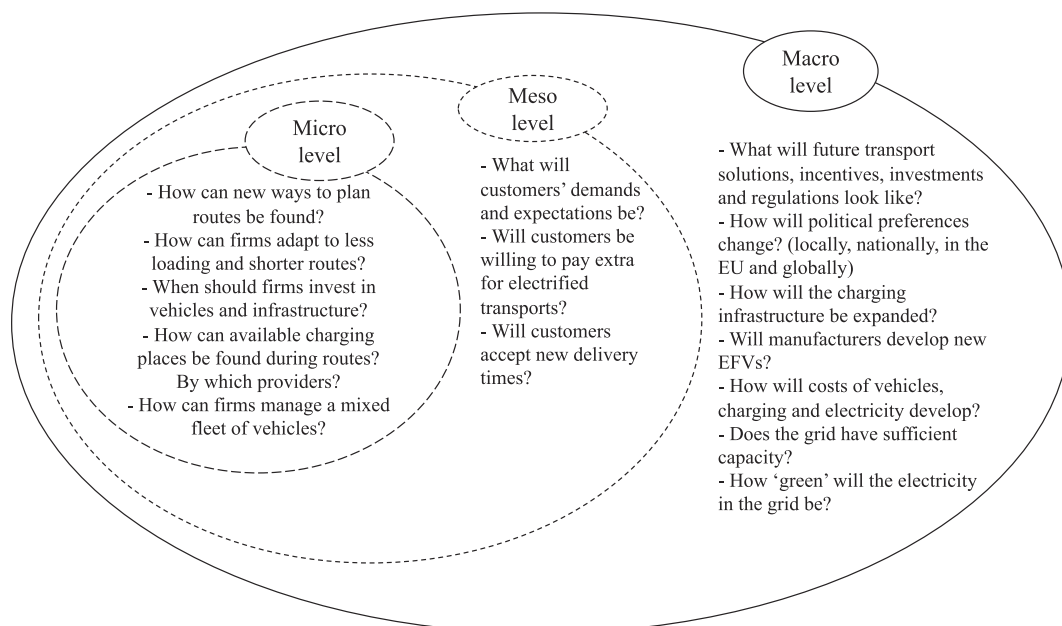 Micro
level
- How can new ways to plan
routes be found?
- How can firms adapt to less
loading and shorter routes?
- When should firms invest in
vehicles and infrastructure?
- How can available charging
places be found during routes?
By which providers?
- How can firms manage a mixed
fleet of vehicles?
Meso
level
- What will
customers’ demands
and expectations be?
- Will customers be
willing to pay extra
for electrified
transports?
- Will customers
accept new delivery
times?
Macro
level
- What will future transport
solutions, incentives, investments
and regulations look like?
- How will political preferences
change? (locally, nationally, in the
EU and globally)
- How will the charging
infrastructure be expanded?
- Will manufacturers develop new
EFVs?
- How will costs of vehicles,
charging and electricity develop?
- Does the grid have sufficient
capacity?
- How ‘green’ will the electricity
in the grid be?